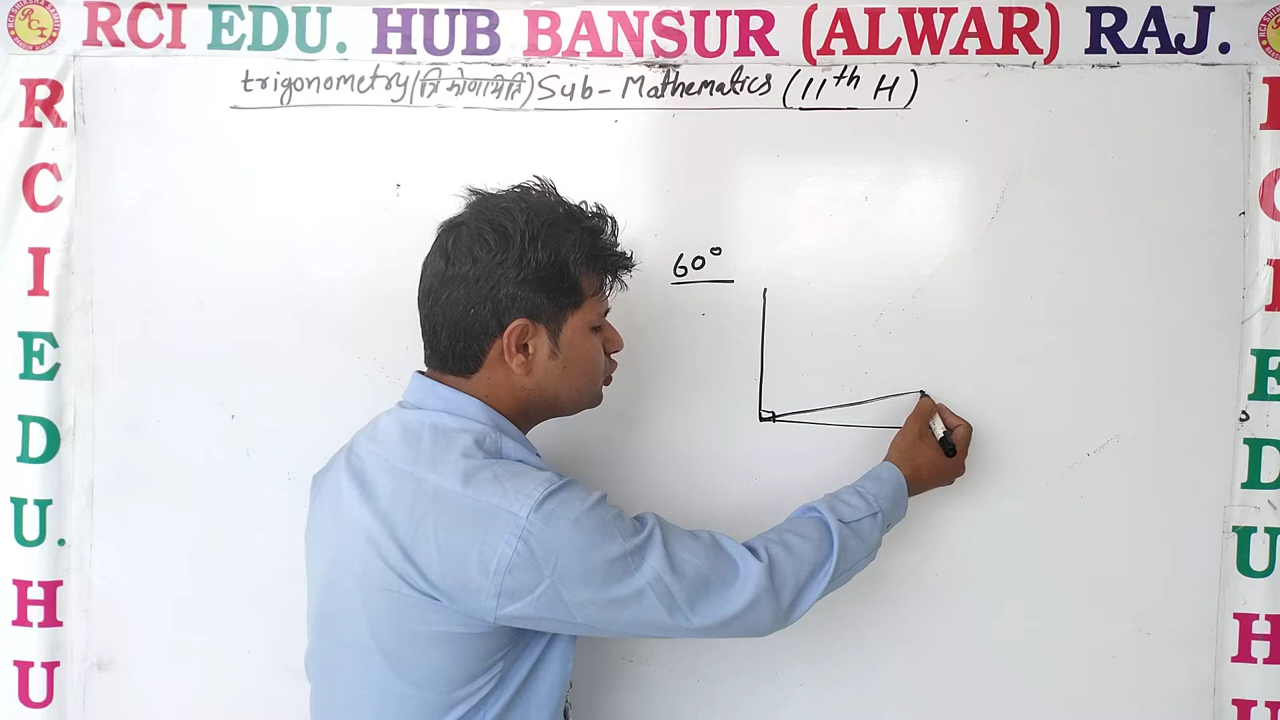 RCI EDU. HUB BANSUR (ALWAR) RAJ.
trigonometry (त्रिकोणमिति) Sub - Mathematics (11th H)
60°
R
C
I
E
D
U.
H
U